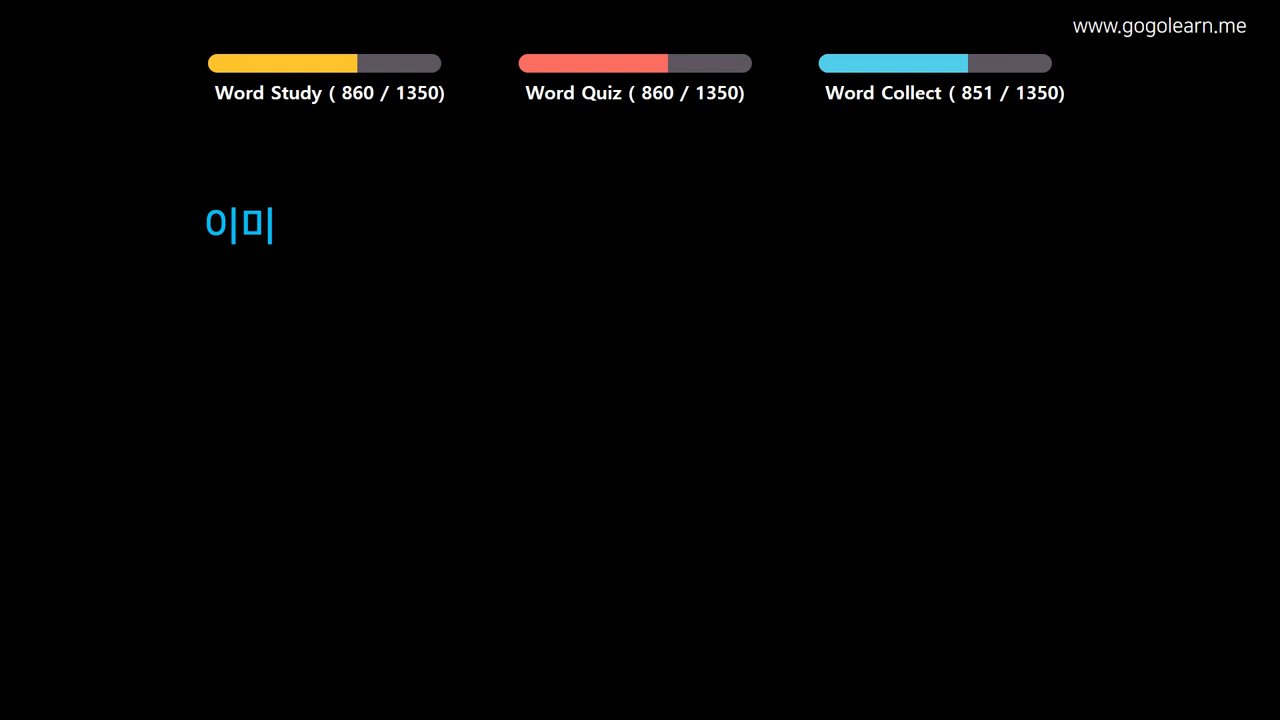 www.gogolearn.me
Word Study ( 860 / 1350)
Word Quiz ( 860 / 1350)
Word Collect ( 851 / 1350)
이미